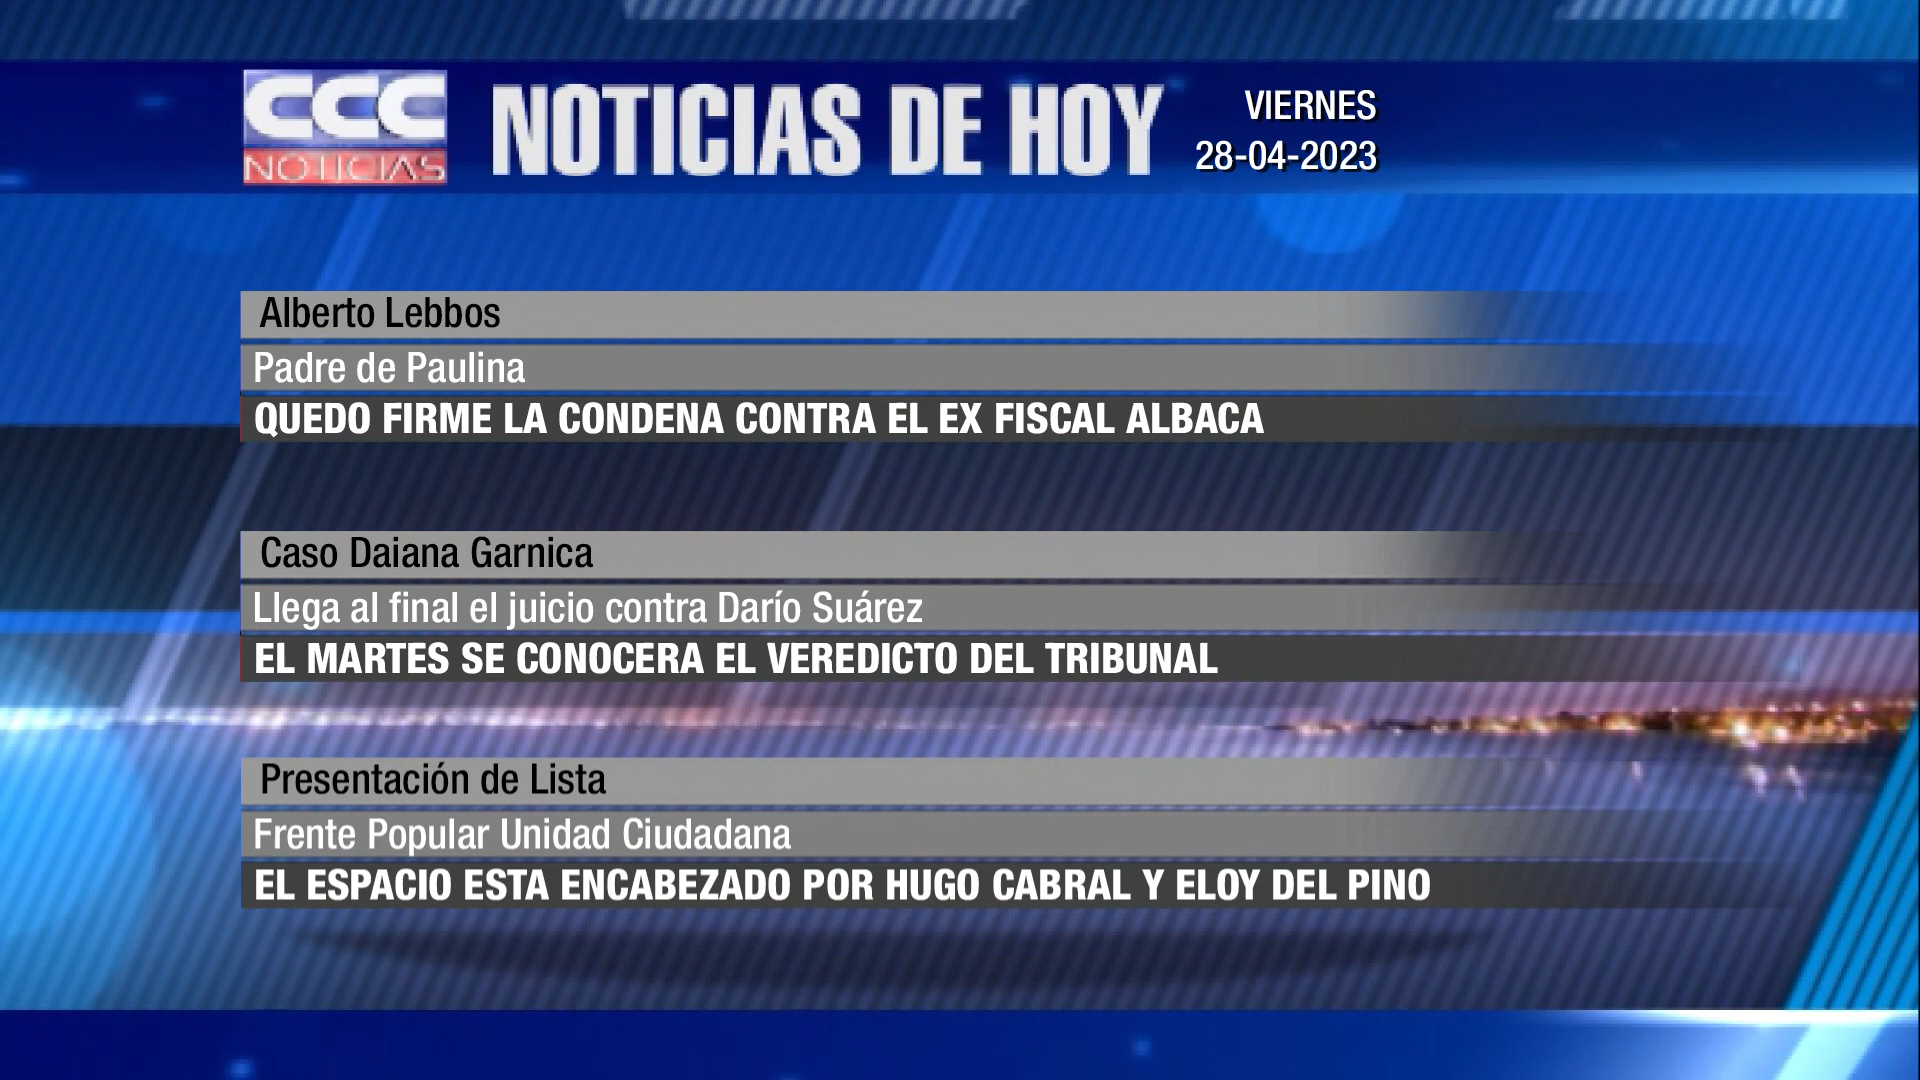 CCC
NOTICIAS
NOTICIAS DE HOY
VIERNES
28-04-2023
Alberto Lebbos
Padre de Paulina
QUEDO FIRME LA CONDENA CONTRA EL EX FISCAL ALBACA
Caso Daiana Garnica
Llega al final el juicio contra Darío Suárez
EL MARTES SE CONOCERA EL VEREDICTO DEL TRIBUNAL
Presentación de Lista
Frente Popular Unidad Ciudadana
EL ESPACIO ESTA ENCABEZADO POR HUGO CABRAL Y ELOY DEL PINO